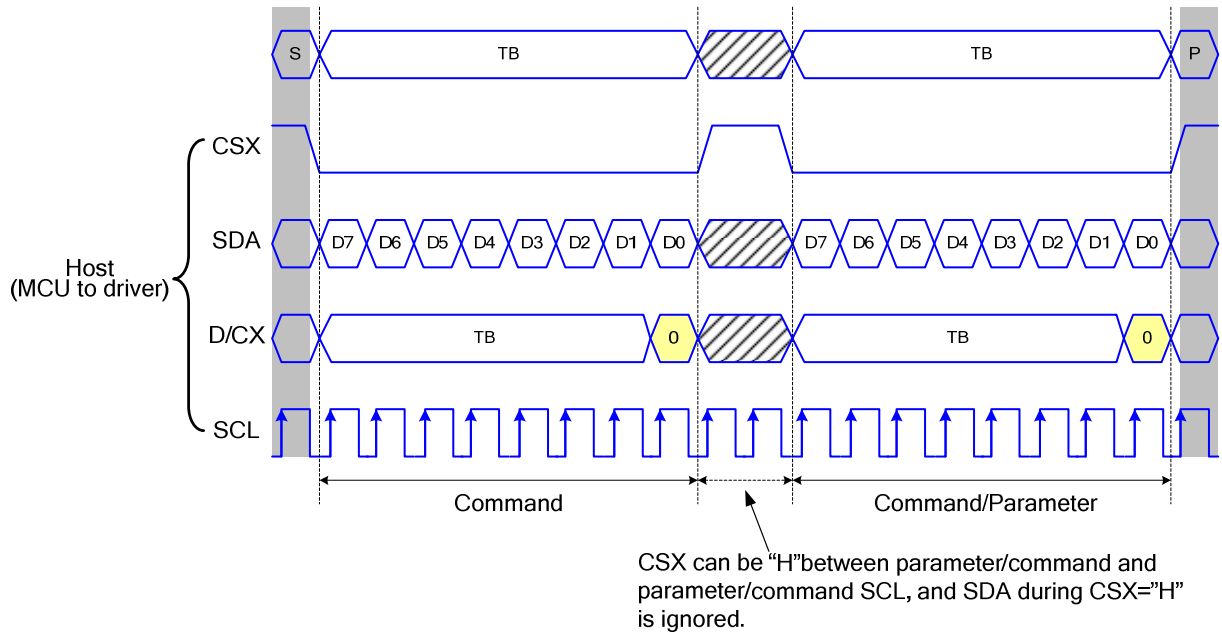 S TB TB P
CSX
SDA D7 D6 D5 D4 D3 D2 D1 D0 D7 D6 D5 D4 D3 D2 D1 D0
Host
(MCU to driver)
D/CX TB 0 TB 0
SCL
Command Command/Parameter
CSX can be “H”between parameter/command and
parameter/command SCL, and SDA during CSX=”H”
is ignored.